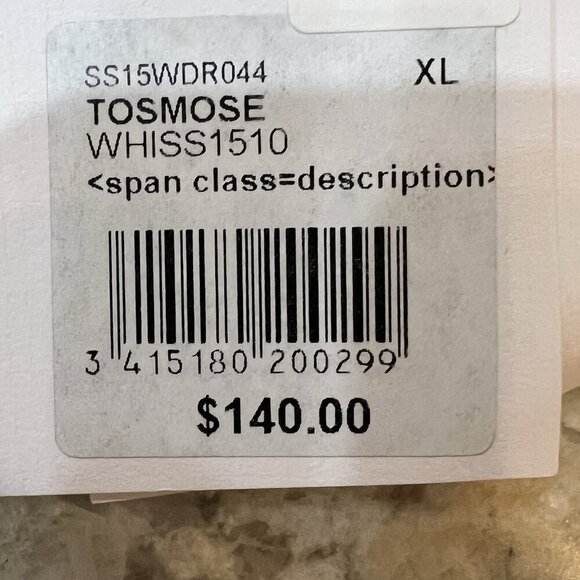 SS15WDR044 XL
TOSMOSE
WHISS1510
<span class=description>
3 415180 200299
$140.00